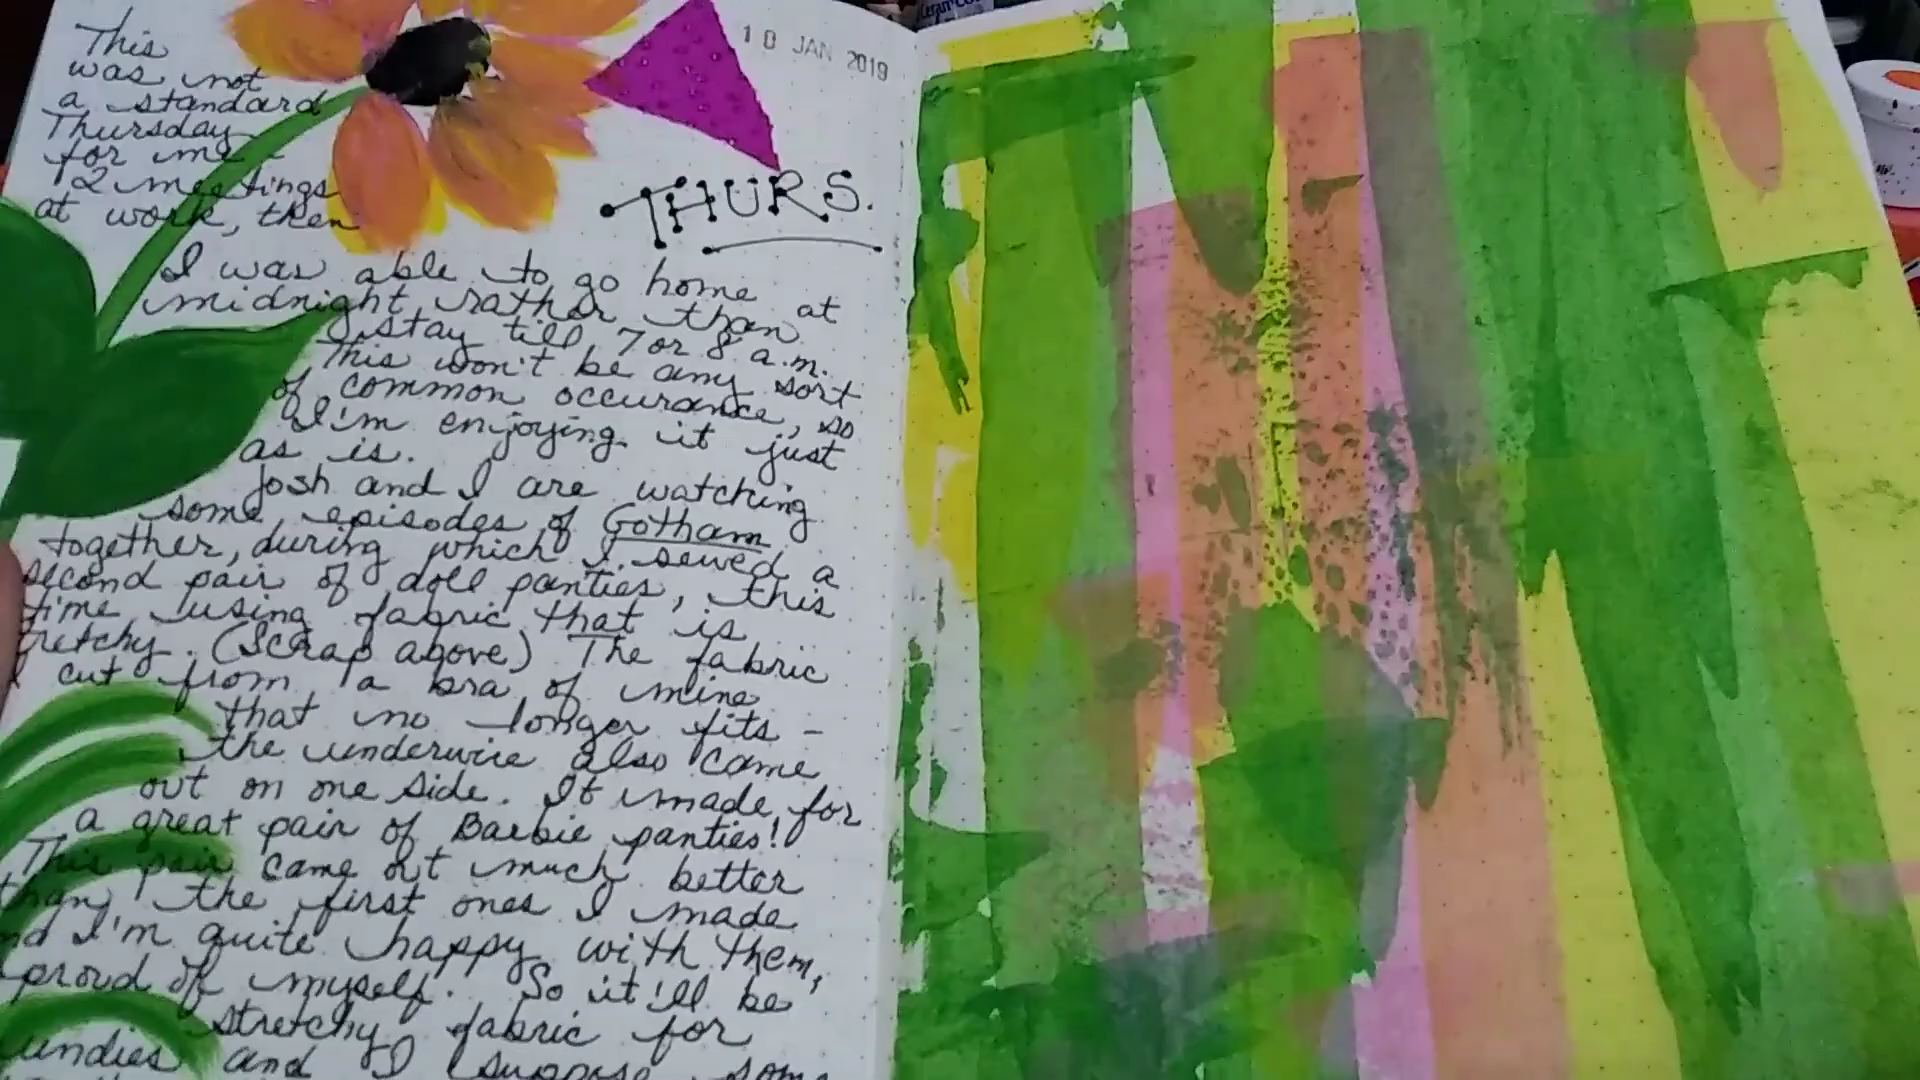 10 JAN 2019
THURS.
This
was not
a standard
Thursday
for me -
2 meetings
at work, then
I was able to go home at
midnight rather than
stay till 7 or 8 a.m.
This won't be any sort
of common occurance, so
I'm enjoying it just
as is.
Josh and I are watching
some episodes of Gotham
together, during which I sewed a
second pair of doll panties, this
time using fabric that is
tretchy. (Scrap above) The fabric
I cut from a bra of mine
that no longer fits -
the underwire also came
out on one side. It made for
a great pair of Barbie panties!
This pair came out much better
than the first ones I made
nd I'm quite happy with them,
proud of myself. So it'll be
stretchy fabric for
undies and I suppose some